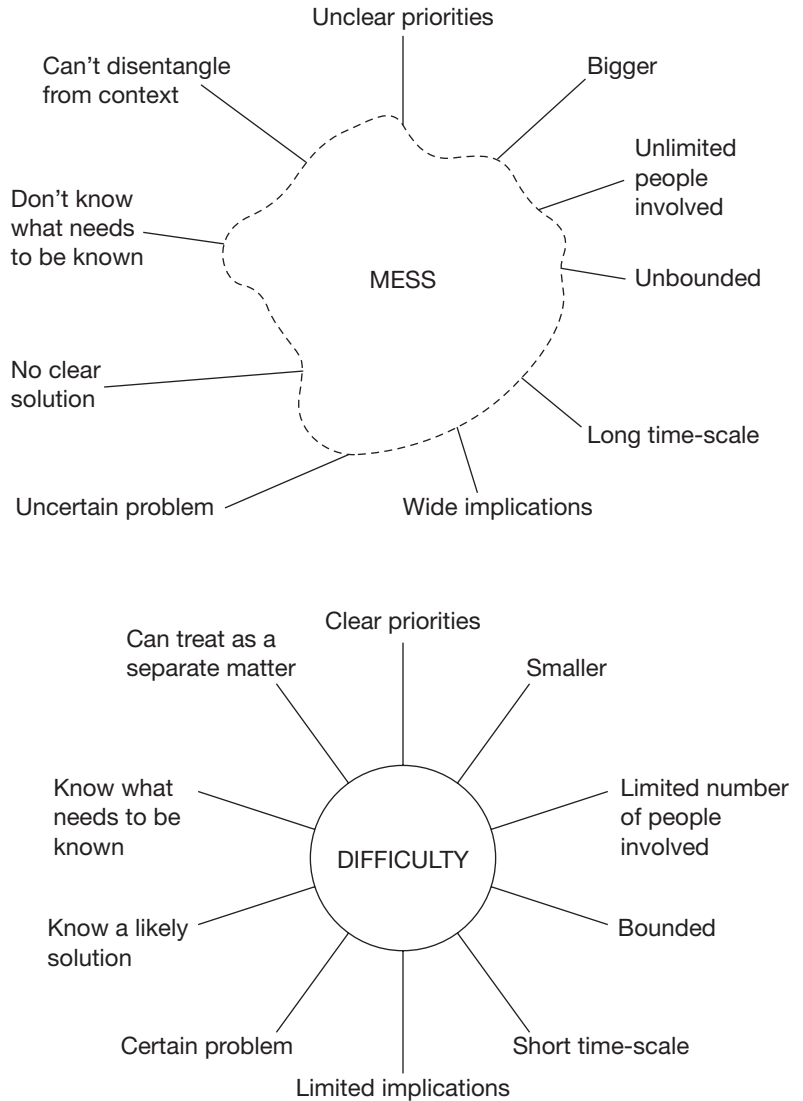 Unclear priorities
Can’t disentangle
from context
Bigger
Unlimited
people
involved
Don’t know
what needs
to be known
MESS
Unbounded
No clear
solution
Long time-scale
Uncertain problem
Wide implications
Clear priorities
Can treat as a
separate matter
Smaller
Know what
needs to be
known
Limited number
of people
involved
DIFFICULTY
Know a likely
solution
Bounded
Certain problem
Short time-scale
Limited implications